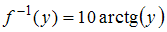 f⁻¹(y) = 10 arctg(y)